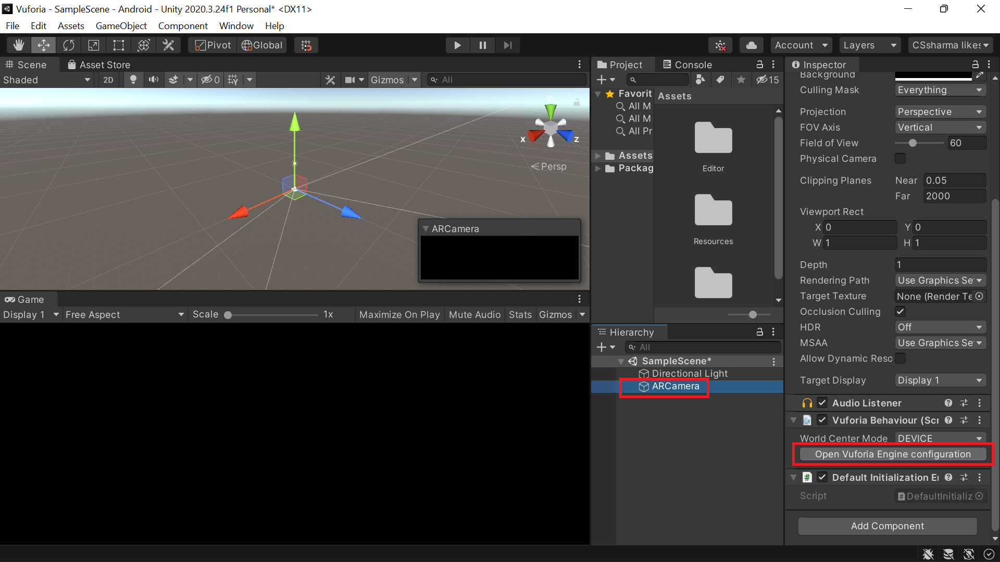 Vuforia - SampleScene - Android - Unity 2020.3.24f1 Personal* <DX11>
File Edit Assets GameObject Component Window Help
Pivot Global Account Layers CSsharma likes
Scene Asset Store
Shaded 2D 0 Gizmos All
y
x
z
Persp
ARCamera
Game
Display 1 Free Aspect Scale 1x Maximize On Play Mute Audio Stats Gizmos
Project Console
15
Favorit
All M
All M
All Pr
Assets
Packag
Assets
Editor
Resources
Hierarchy
All
SampleScene*
Directional Light
ARCamera
Inspector
Background
Culling Mask Everything
Projection Perspective
FOV Axis Vertical
Field of View 60
Physical Camera
Clipping Planes Near 0.05
Far 2000
Viewport Rect
X 0 Y 0
W 1 H 1
Depth 1
Rendering Path Use Graphics Se
Target Texture None (Render Te
Occlusion Culling
HDR Off
MSAA Use Graphics Se
Allow Dynamic Reso
Target Display Display 1
Audio Listener
Vuforia Behaviour (Scr
World Center Mode DEVICE
Open Vuforia Engine configuration
# Default Initialization Er
Script # DefaultInitializ
Add Component